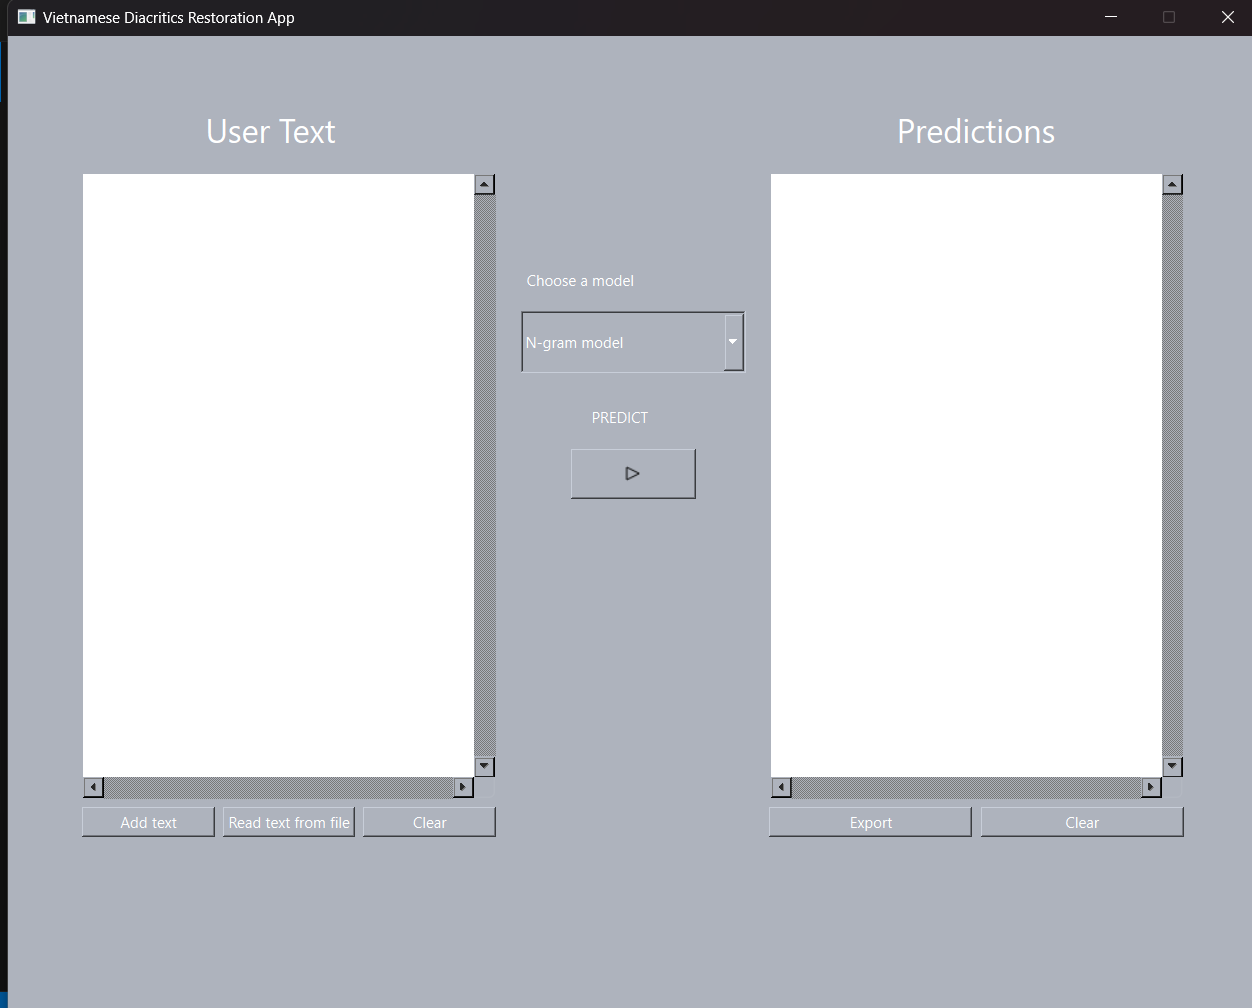 Vietnamese Diacritics Restoration App
User Text
Predictions
Choose a model
N-gram model
PREDICT
Add text
Read text from file
Clear
Export
Clear